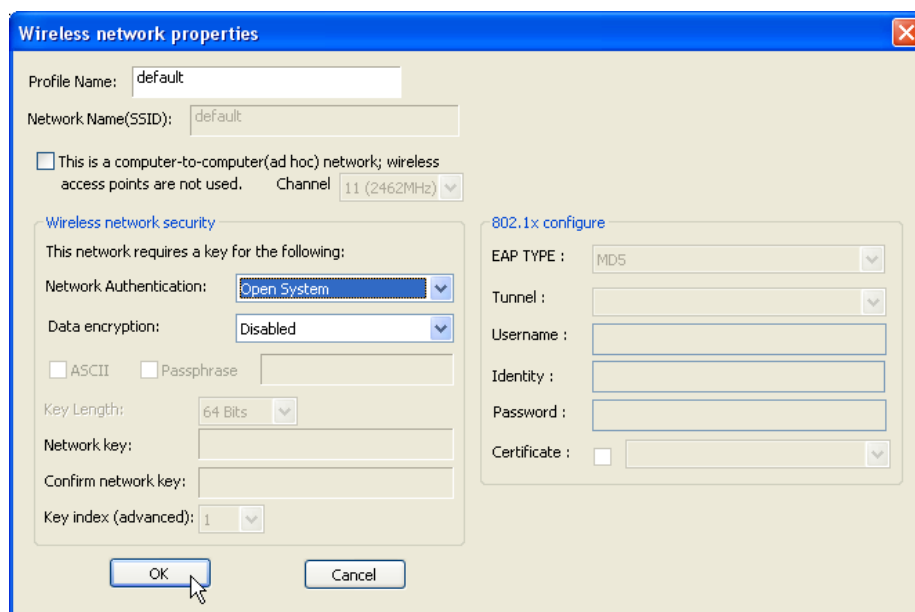 Wireless network properties
Profile Name: default
Network Name(SSID): default
This is a computer-to-computer(ad hoc) network; wireless
access points are not used. Channel 11 (2462MHz)
Wireless network security
This network requires a key for the following:
Network Authentication: Open System
Data encryption: Disabled
ASCII Passphrase
Key Length: 64 Bits
Network key:
Confirm network key:
Key index (advanced): 1
802.1x configure
EAP TYPE : MD5
Tunnel :
Username :
Identity :
Password :
Certificate :
OK Cancel